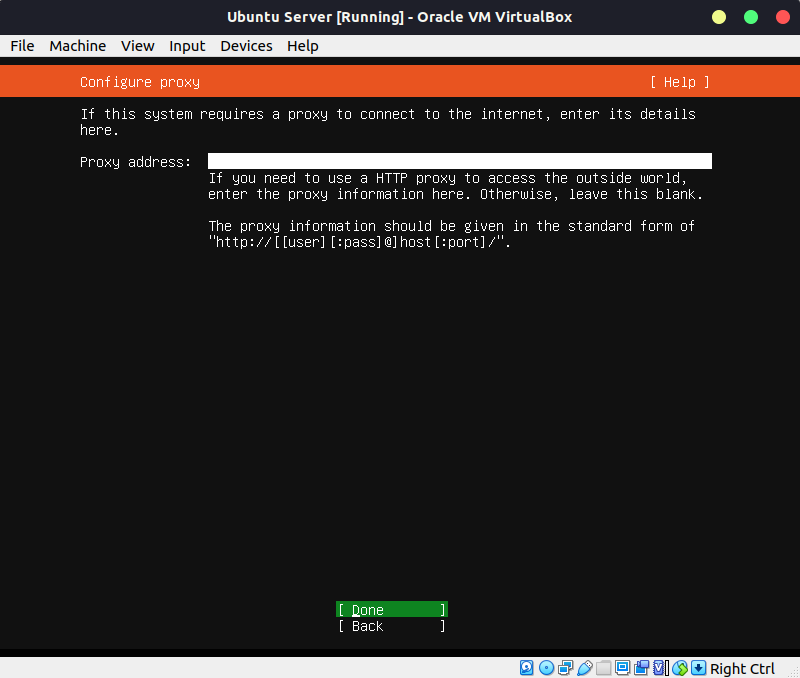 Ubuntu Server [Running] - Oracle VM VirtualBox
File Machine View Input Devices Help
Configure proxy [ Help ]
If this system requires a proxy to connect to the internet, enter its details
here.
Proxy address:
If you need to use a HTTP proxy to access the outside world,
enter the proxy information here. Otherwise, leave this blank.
The proxy information should be given in the standard form of
"http://[[user][:pass]@]host[:port]/".
[ Done ]
[ Back ]
Right Ctrl